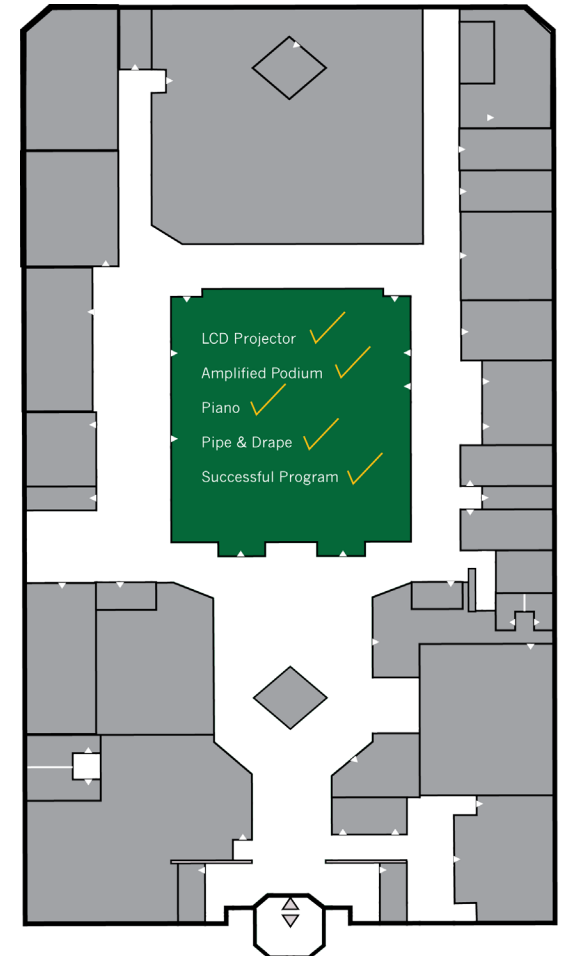 LCD Projector
Amplified Podium
Piano
Pipe & Drape
Successful Program